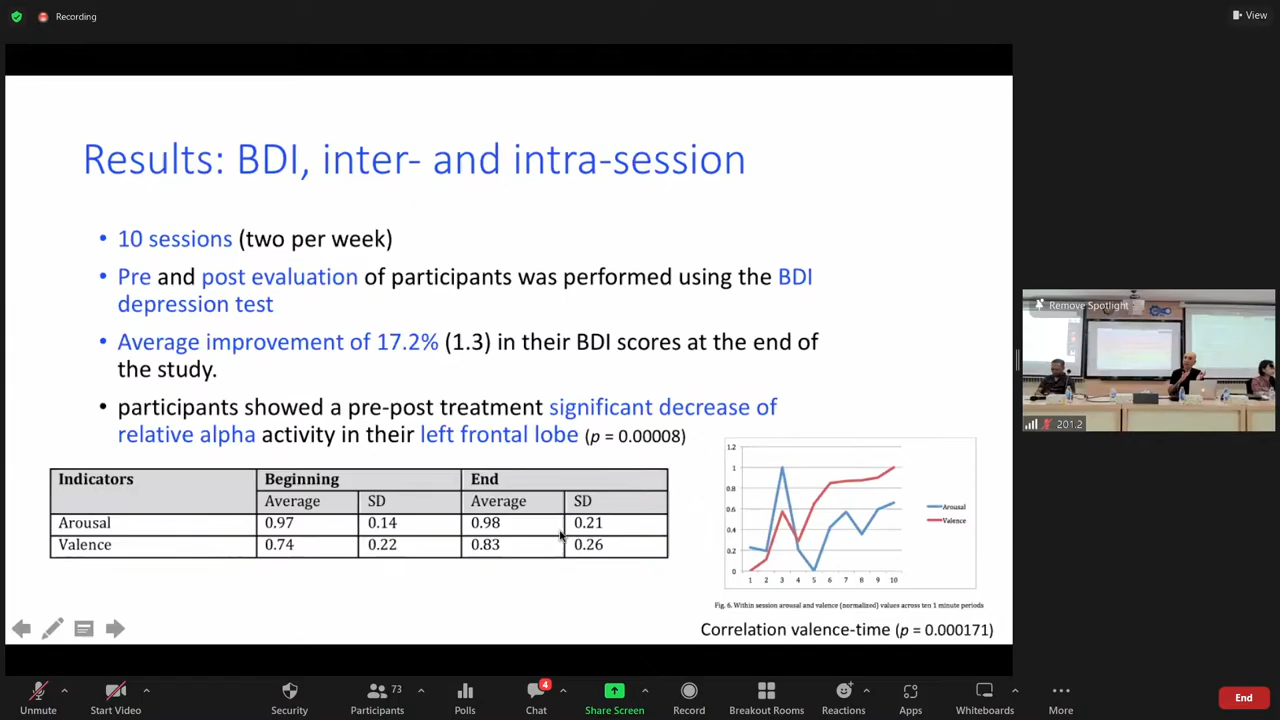 Recording
View
Results: BDI, inter- and intra-session
• 10 sessions (two per week)
• Pre and post evaluation of participants was performed using the BDI
depression test
• Average improvement of 17.2% (1.3) in their BDI scores at the end of
the study.
• participants showed a pre-post treatment significant decrease of
relative alpha activity in their left frontal lobe (p = 0.00008)
Indicators Beginning End
Average SD Average SD
Arousal 0.97 0.14 0.98 0.21
Valence 0.74 0.22 0.83 0.26
1.2
1
0.8
0.6
0.4
0.2
0
1 2 3 4 5 6 7 8 9 10
Arousal
Valence
Fig. 6. Within session arousal and valence (normalized) values across ten 1 minute periods
Correlation valence-time (p = 0.000171)
Remove Spotlight
201.2
Unmute
Start Video
Security
Participants 73
Polls
Chat 4
Share Screen
Record
Breakout Rooms
Reactions
Apps
Whiteboards
More
End